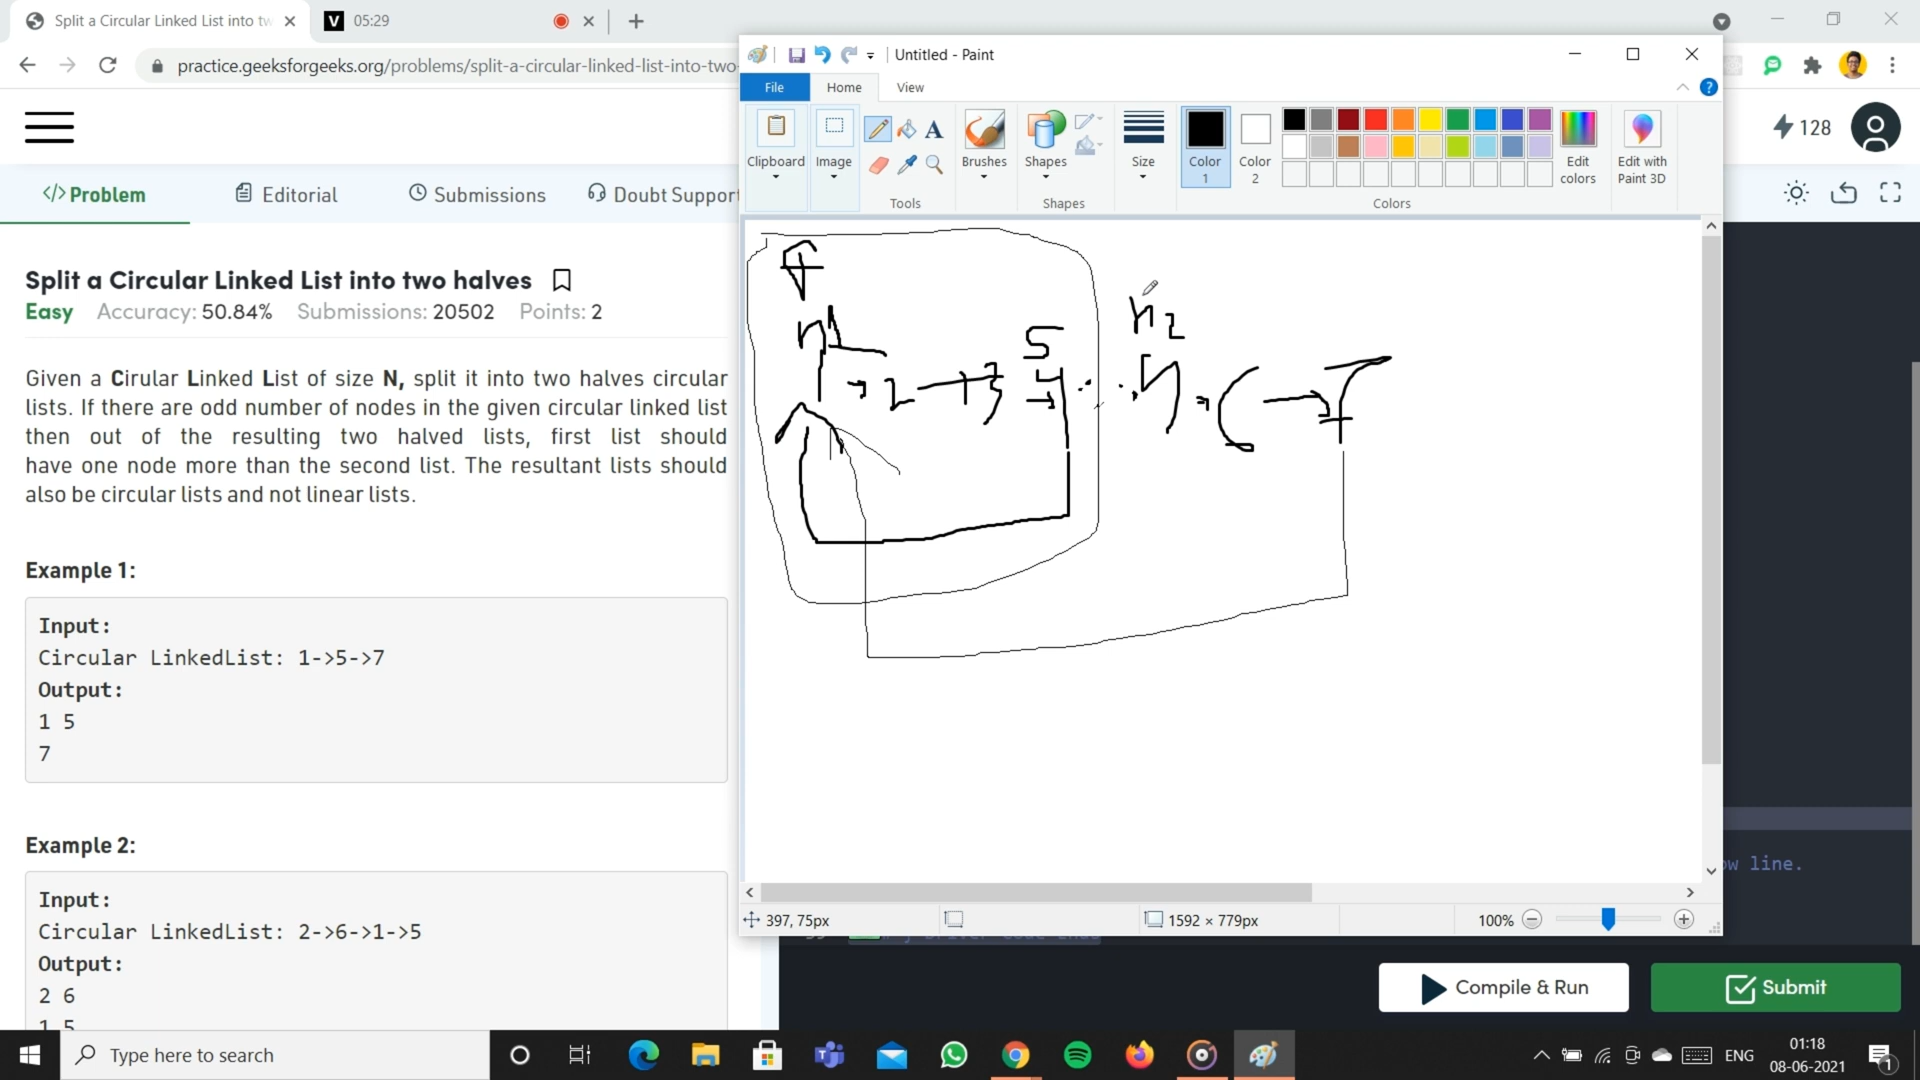 Split a Circular Linked List into tw
V 05:29
practice.geeksforgeeks.org/problems/split-a-circular-linked-list-into-two-
Untitled - Paint
File Home View
Clipboard
Image
Tools
Brushes
Shapes
Shapes
Size
Color 1
Color 2
Edit colors
Edit with Paint 3D
Colors
128
</> Problem Editorial Submissions Doubt Support
Split a Circular Linked List into two halves
Easy Accuracy: 50.84% Submissions: 20502 Points: 2
Given a Cirular Linked List of size N, split it into two halves circular
lists. If there are odd number of nodes in the given circular linked list
then out of the resulting two halved lists, first list should
have one node more than the second list. The resultant lists should
also be circular lists and not linear lists.
Example 1:
Input:
Circular LinkedList: 1->5->7
Output:
1 5
7
Example 2:
Input:
Circular LinkedList: 2->6->1->5
Output:
2 6
1 5
h2
S
2 3 4
397, 75px
1592 × 779px
100%
ow line.
Compile & Run
Submit
Type here to search
ENG
01:18
08-06-2021
1